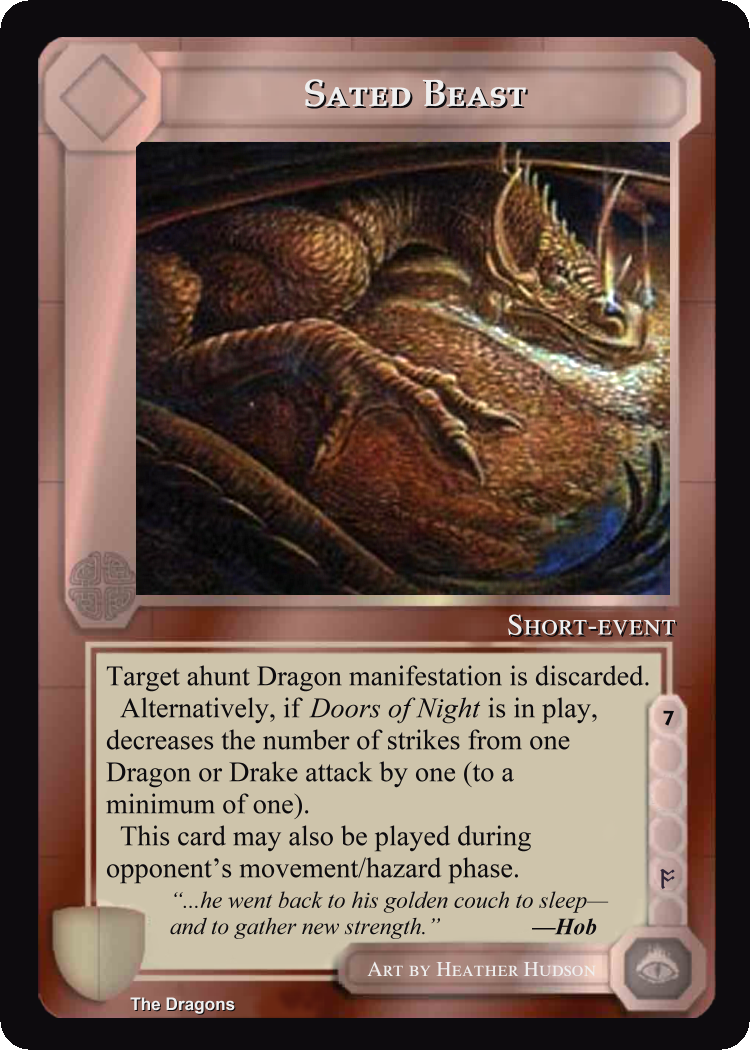 Sated Beast
Short-event
Target ahunt Dragon manifestation is discarded.
Alternatively, if Doors of Night is in play,
decreases the number of strikes from one
Dragon or Drake attack by one (to a
minimum of one).
This card may also be played during
opponent’s movement/hazard phase.
“...he went back to his golden couch to sleep—
and to gather new strength.” —Hob
7
Art by Heather Hudson
The Dragons